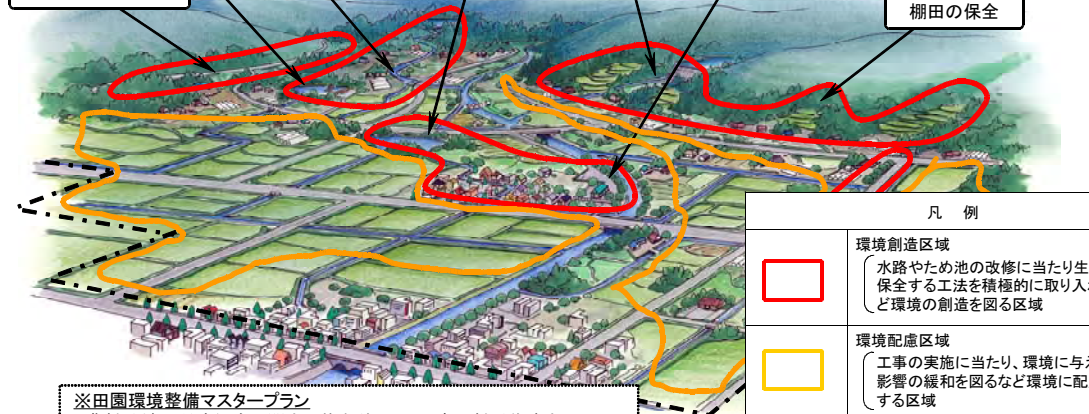 棚田の保全
凡 例
環境創造区域
水路やため池の改修に当たり生
保全する工法を積極的に取り入
ど環境の創造を図る区域
環境配慮区域
工事の実施に当たり、環境に与
影響の緩和を図るなど環境に配
する区域
※田園環境整備マスタープラン